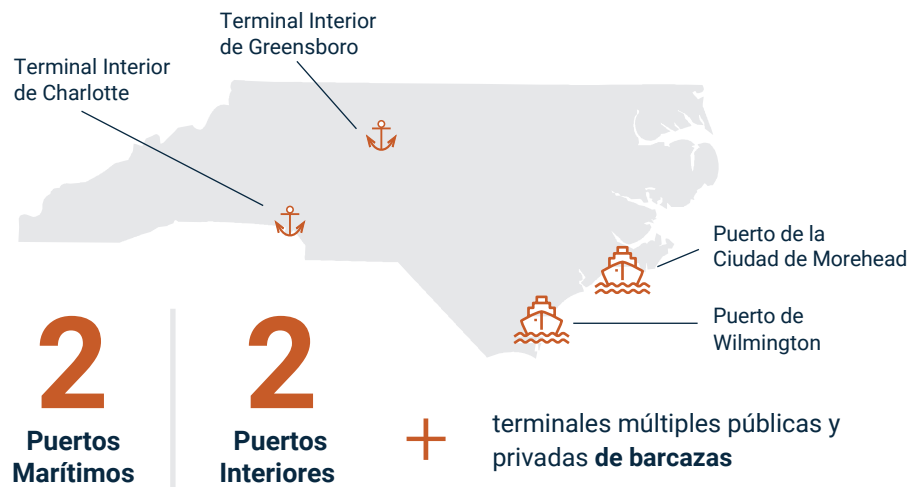 Terminal Interior
de Greensboro
Terminal Interior
de Charlotte
Puerto de la
Ciudad de Morehead
Puerto de
Wilmington
2
Puertos
Marítimos
2
Puertos
Interiores
+
terminales múltiples públicas y
privadas de barcazas